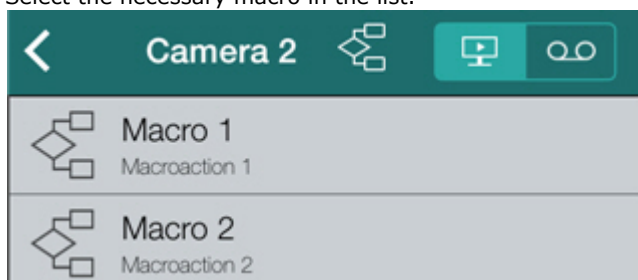 Select the necessary macro in the list.
Camera 2
Macro 1
Macroaction 1
Macro 2
Macroaction 2